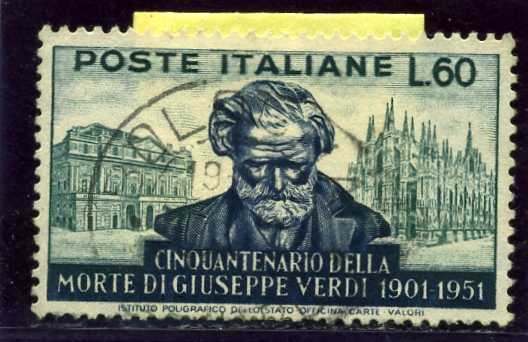 POSTE ITALIANE L.60
CINQUANTENARIO DELLA
MORTE DI GIUSEPPE VERDI 1901-1951
ISTITUTO POLIGRAFICO DELLO STATO OFFICINA CARTE-VALORI